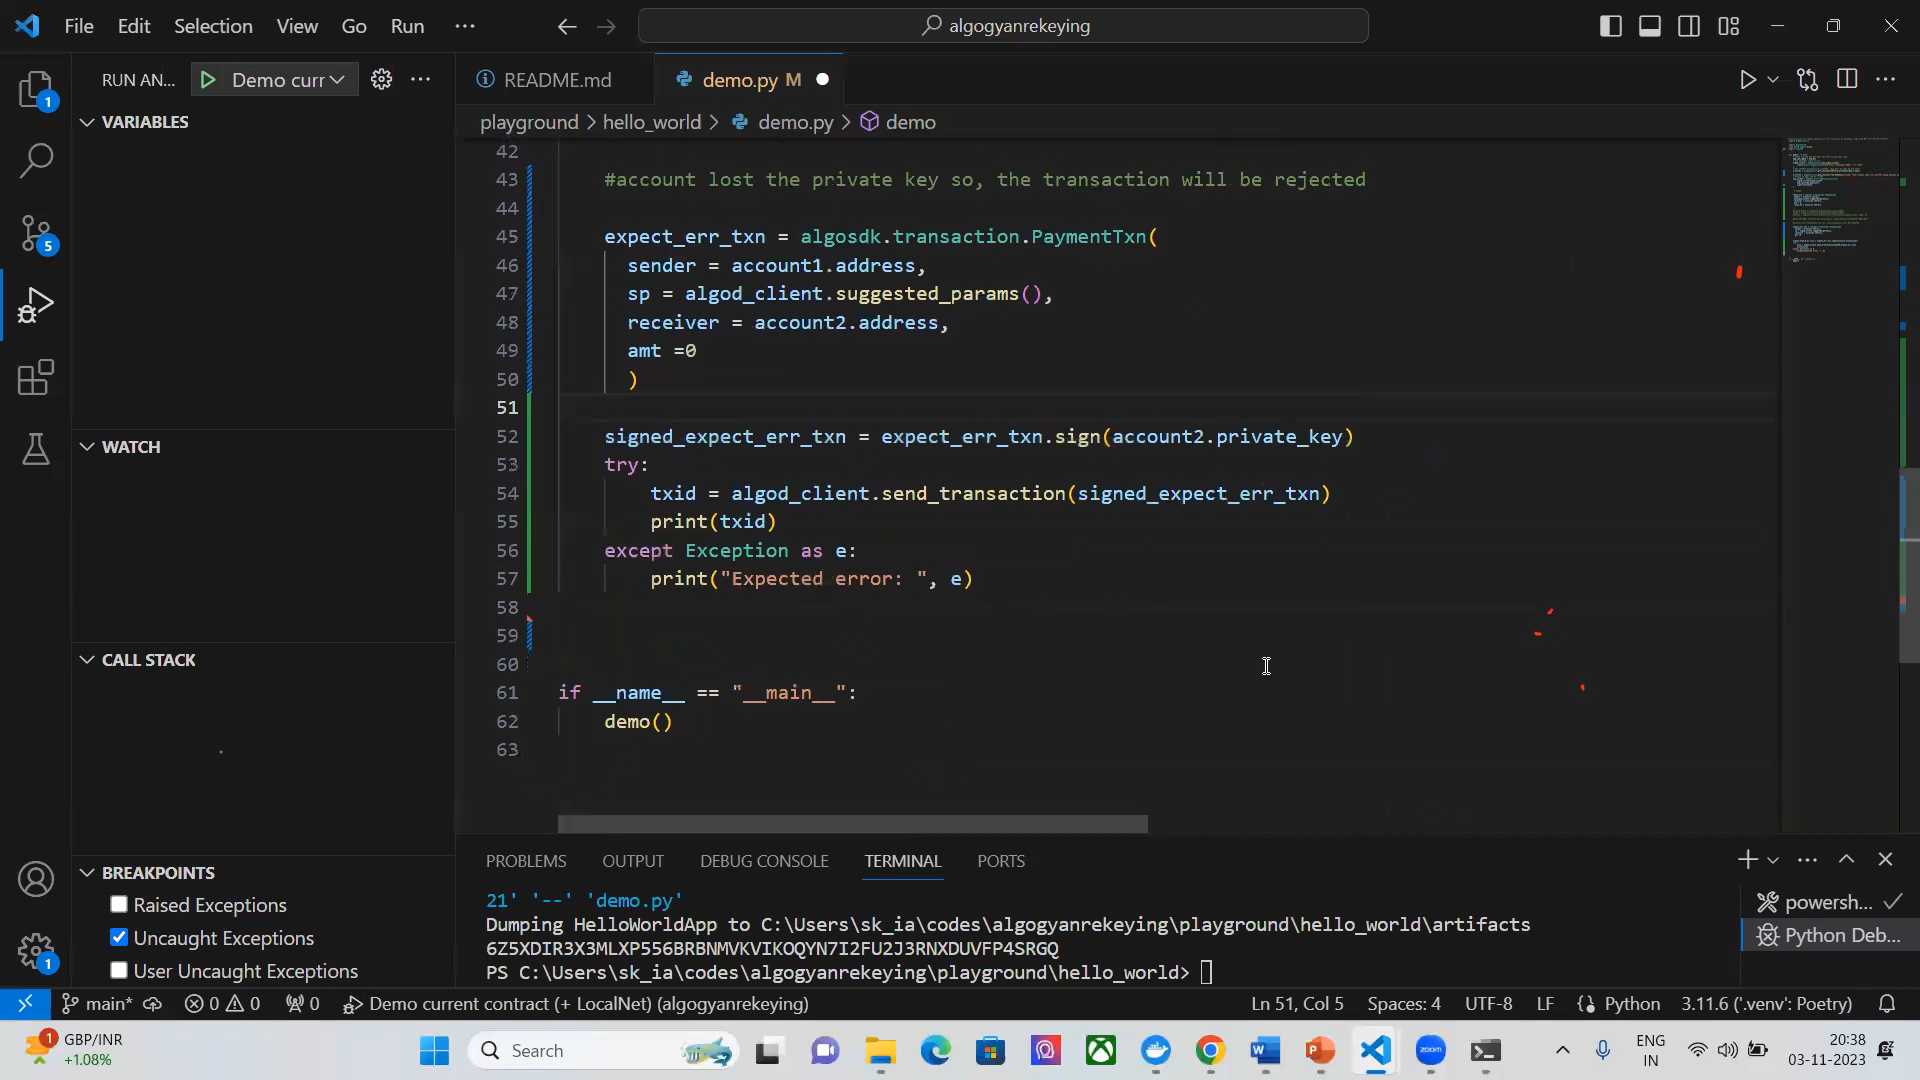 File Edit Selection View Go Run ...
algogyanrekeying
RUN AN... Demo curr
README.md
demo.py M
playground > hello_world > demo.py > demo
VARIABLES
WATCH
CALL STACK
BREAKPOINTS
Raised Exceptions
Uncaught Exceptions
User Uncaught Exceptions
42
43 #account lost the private key so, the transaction will be rejected
44
45 expect_err_txn = algosdk.transaction.PaymentTxn(
46 sender = account1.address,
47 sp = algod_client.suggested_params(),
48 receiver = account2.address,
49 amt =0
50 )
51
52 signed_expect_err_txn = expect_err_txn.sign(account2.private_key)
53 try:
54 txid = algod_client.send_transaction(signed_expect_err_txn)
55 print(txid)
56 except Exception as e:
57 print("Expected error: ", e)
58
59
60
61 if __name__ == "__main__":
62 demo()
63
PROBLEMS OUTPUT DEBUG CONSOLE TERMINAL PORTS
21' '--' 'demo.py'
Dumping HelloWorldApp to C:\Users\sk_ia\codes\algogyanrekeying\playground\hello_world\artifacts
6Z5XDIR3X3MLXP556BRBNMVKVIKOQYN7I2FU2J3RNXDUVFP4SRGQ
PS C:\Users\sk_ia\codes\algogyanrekeying\playground\hello_world>
powersh...
Python Deb...
1
5
1
main* 0 0 0 Demo current contract (+ LocalNet) (algogyanrekeying) Ln 51, Col 5 Spaces: 4 UTF-8 LF Python 3.11.6 ('.venv': Poetry)
1
GBP/INR
+1.08%
Search
zoom
ENG
IN
20:38
03-11-2023